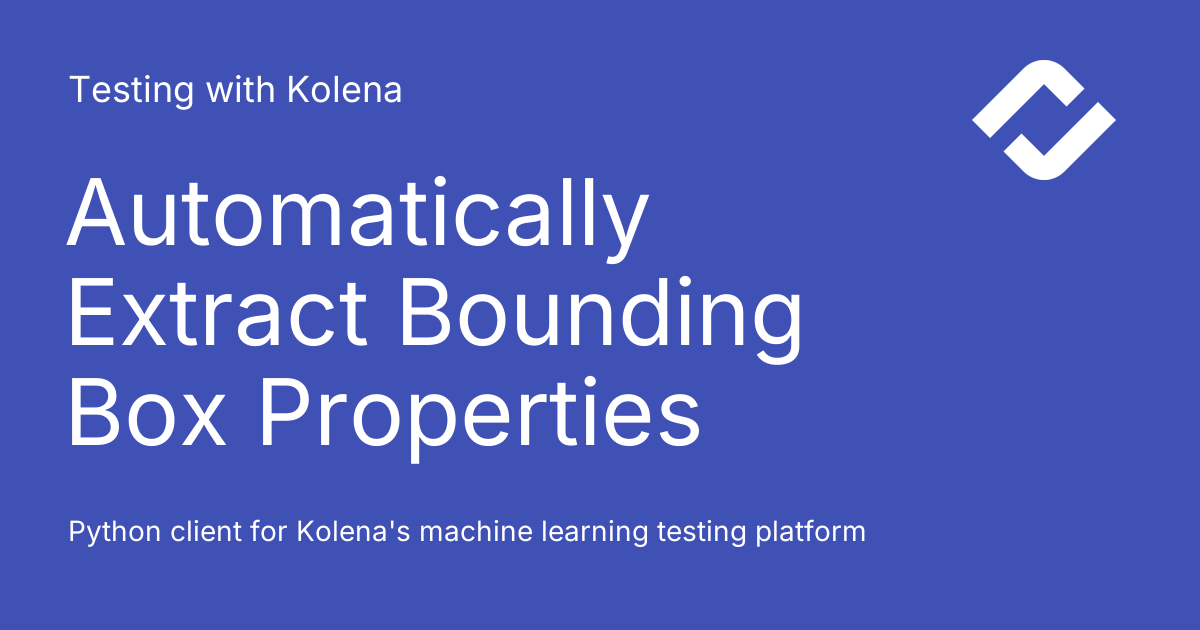 Testing with Kolena
Automatically
Extract Bounding
Box Properties
Python client for Kolena's machine learning testing platform